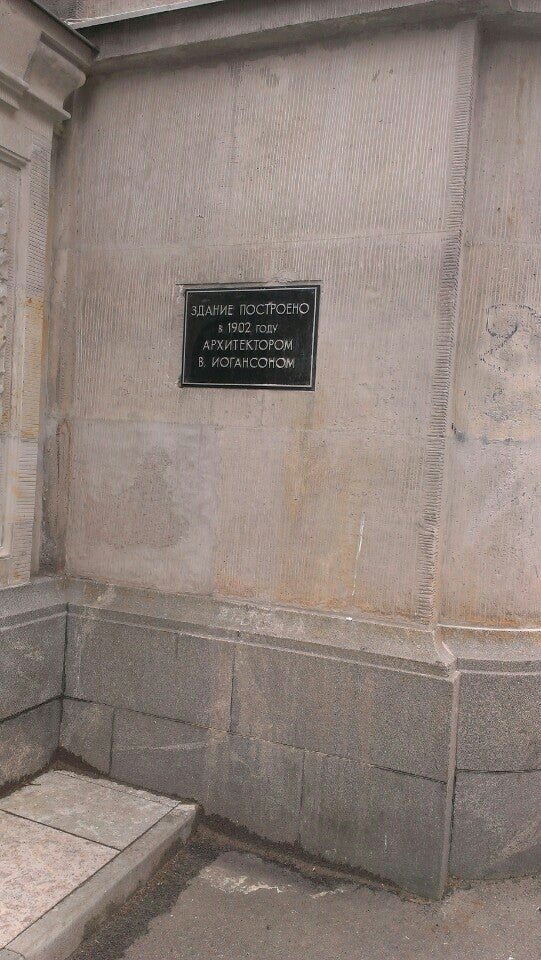 ЗДАНИЕ ПОСТРОЕНО
В 1902 ГОДУ
АРХИТЕКТОРОМ
В. ИОГАНСОНОМ